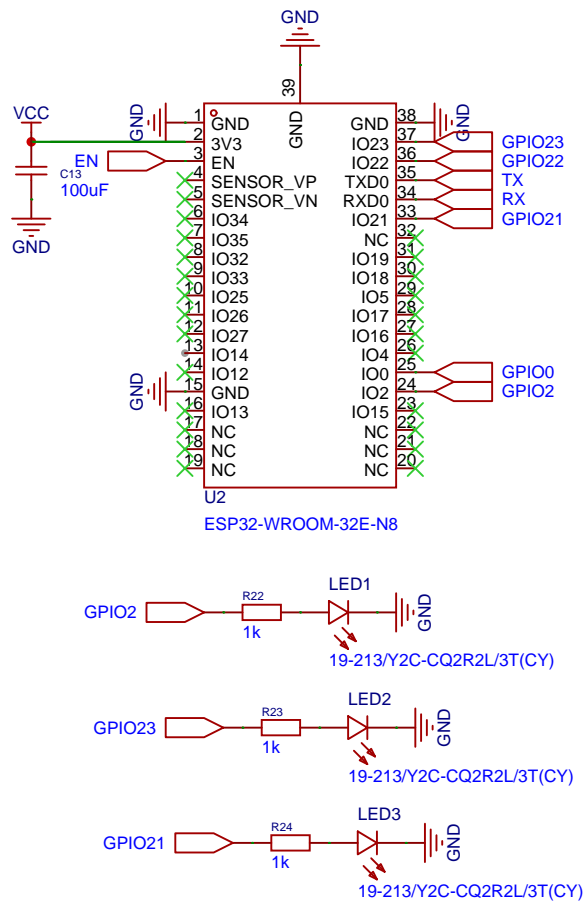 GND
39
GND
VCC
C13
100uF
GND
EN
GND
1 GND
2 3V3
3 EN
4 SENSOR_VP
5 SENSOR_VN
6 IO34
7 IO35
8 IO32
9 IO33
10 IO25
11 IO26
12 IO27
13 IO14
14 IO12
GND
15 GND
16 IO13
17 NC
18 NC
19 NC
GND 38
GND
IO23 37 GPIO23
IO22 36 GPIO22
TXD0 35 TX
RXD0 34 RX
IO21 33 GPIO21
NC 32
IO19 31
IO18 30
IO5 29
IO17 28
IO16 27
IO4 26
IO0 25 GPIO0
IO2 24 GPIO2
IO15 23
NC 22
NC 21
NC 20
U2
ESP32-WROOM-32E-N8
GPIO2
R22
1k
LED1
GND
19-213/Y2C-CQ2R2L/3T(CY)
GPIO23
R23
1k
LED2
GND
19-213/Y2C-CQ2R2L/3T(CY)
GPIO21
R24
1k
LED3
GND
19-213/Y2C-CQ2R2L/3T(CY)